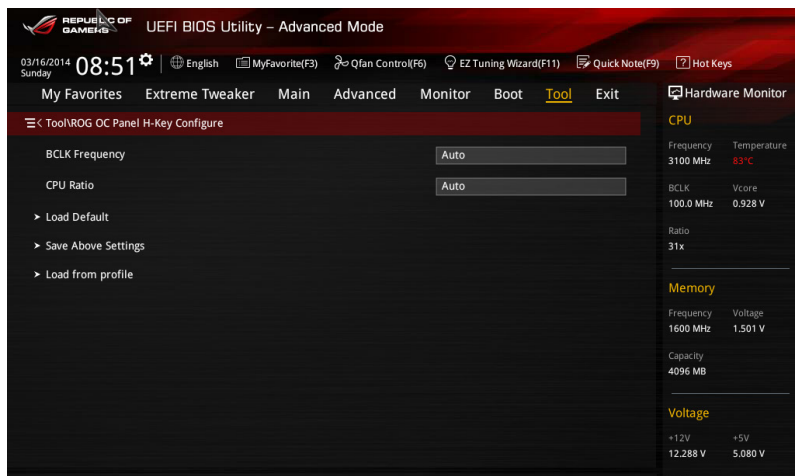 REPUBLIC OF GAMERS
UEFI BIOS Utility – Advanced Mode
03/16/2014 Sunday 08:51 English MyFavorite(F3) Qfan Control(F6) EZ Tuning Wizard(F11) Quick Note(F9) ? Hot Keys
My Favorites Extreme Tweaker Main Advanced Monitor Boot Tool Exit
Hardware Monitor
Tool\ROG OC Panel H-Key Configure
BCLK Frequency Auto
CPU Ratio Auto
> Load Default
> Save Above Settings
> Load from profile
CPU
Frequency Temperature
3100 MHz 83°C
BCLK Vcore
100.0 MHz 0.928 V
Ratio
31x
Memory
Frequency Voltage
1600 MHz 1.501 V
Capacity
4096 MB
Voltage
+12V +5V
12.288 V 5.080 V